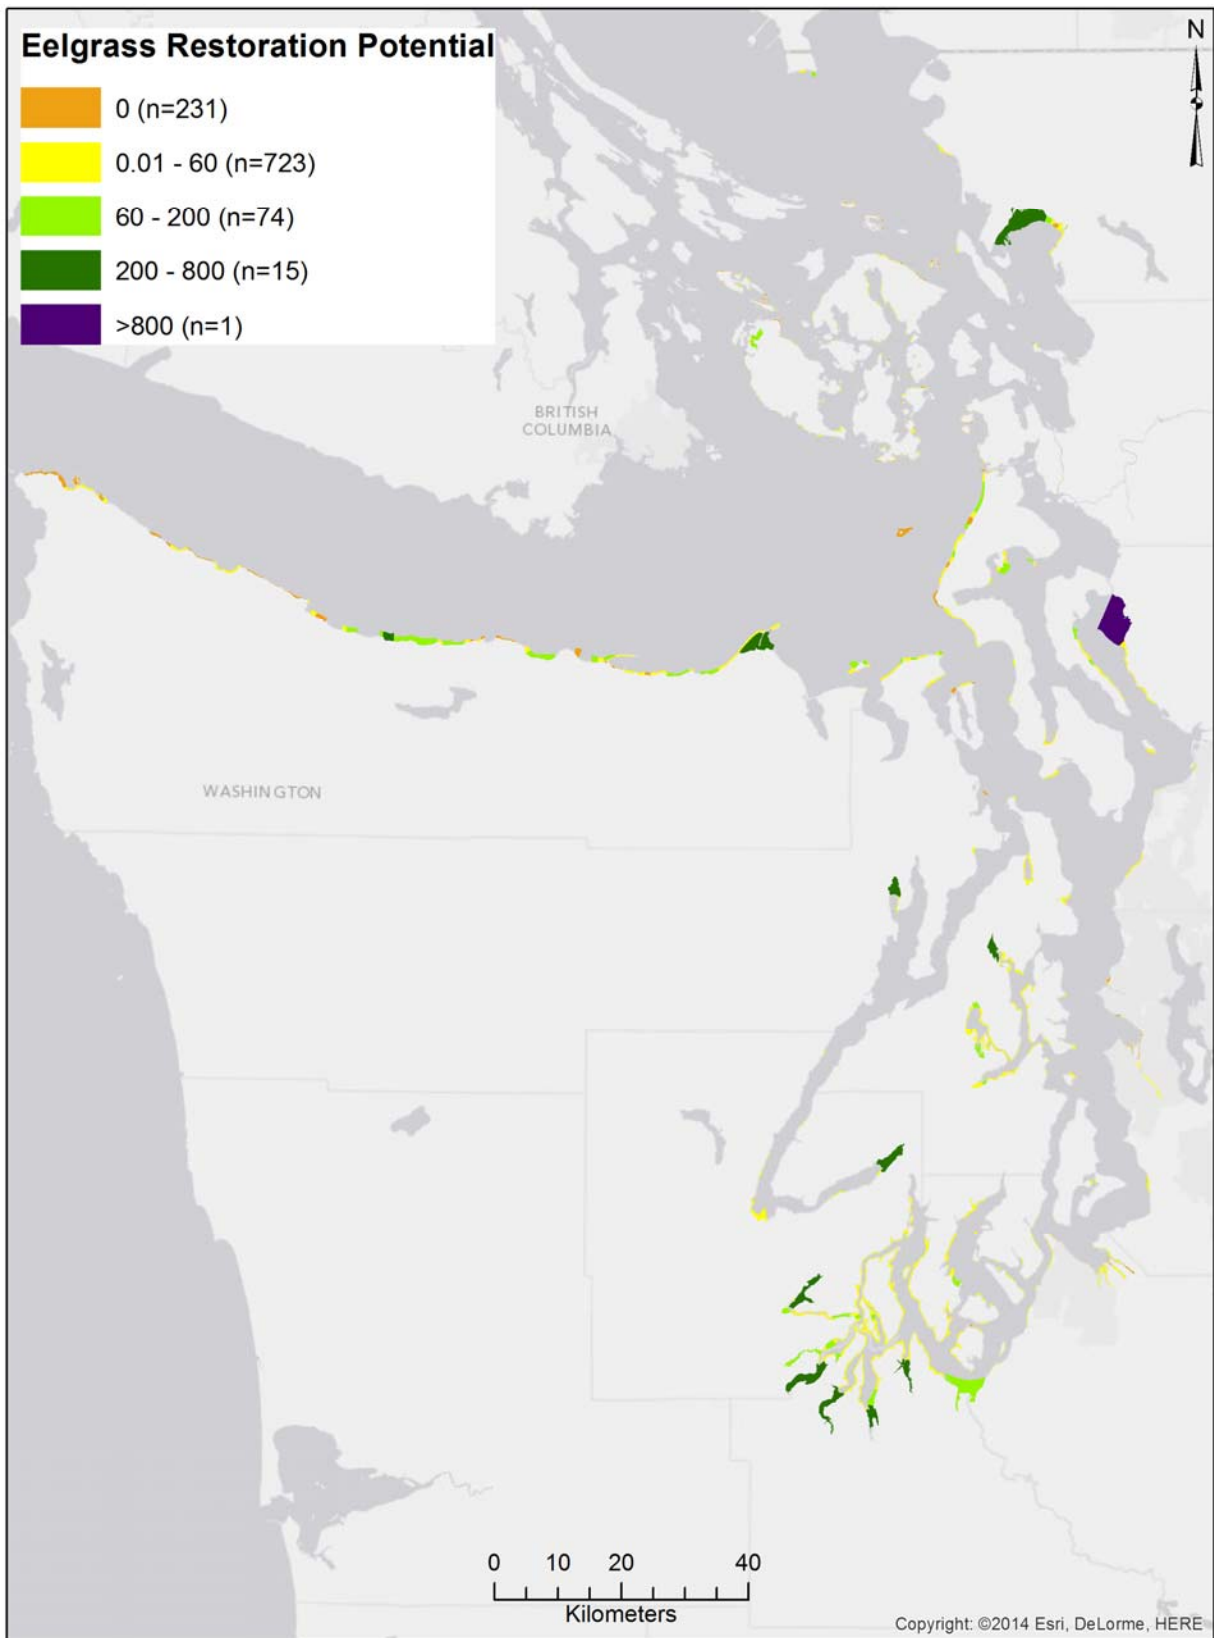 Eelgrass Restoration Potential
0 (n=231)
0.01 - 60 (n=723)
60 - 200 (n=74)
200 - 800 (n=15)
>800 (n=1)
N
BRITISH
COLUMBIA
WASHINGTON
0 10 20 40
Kilometers
Copyright: ©2014 Esri, DeLorme, HERE